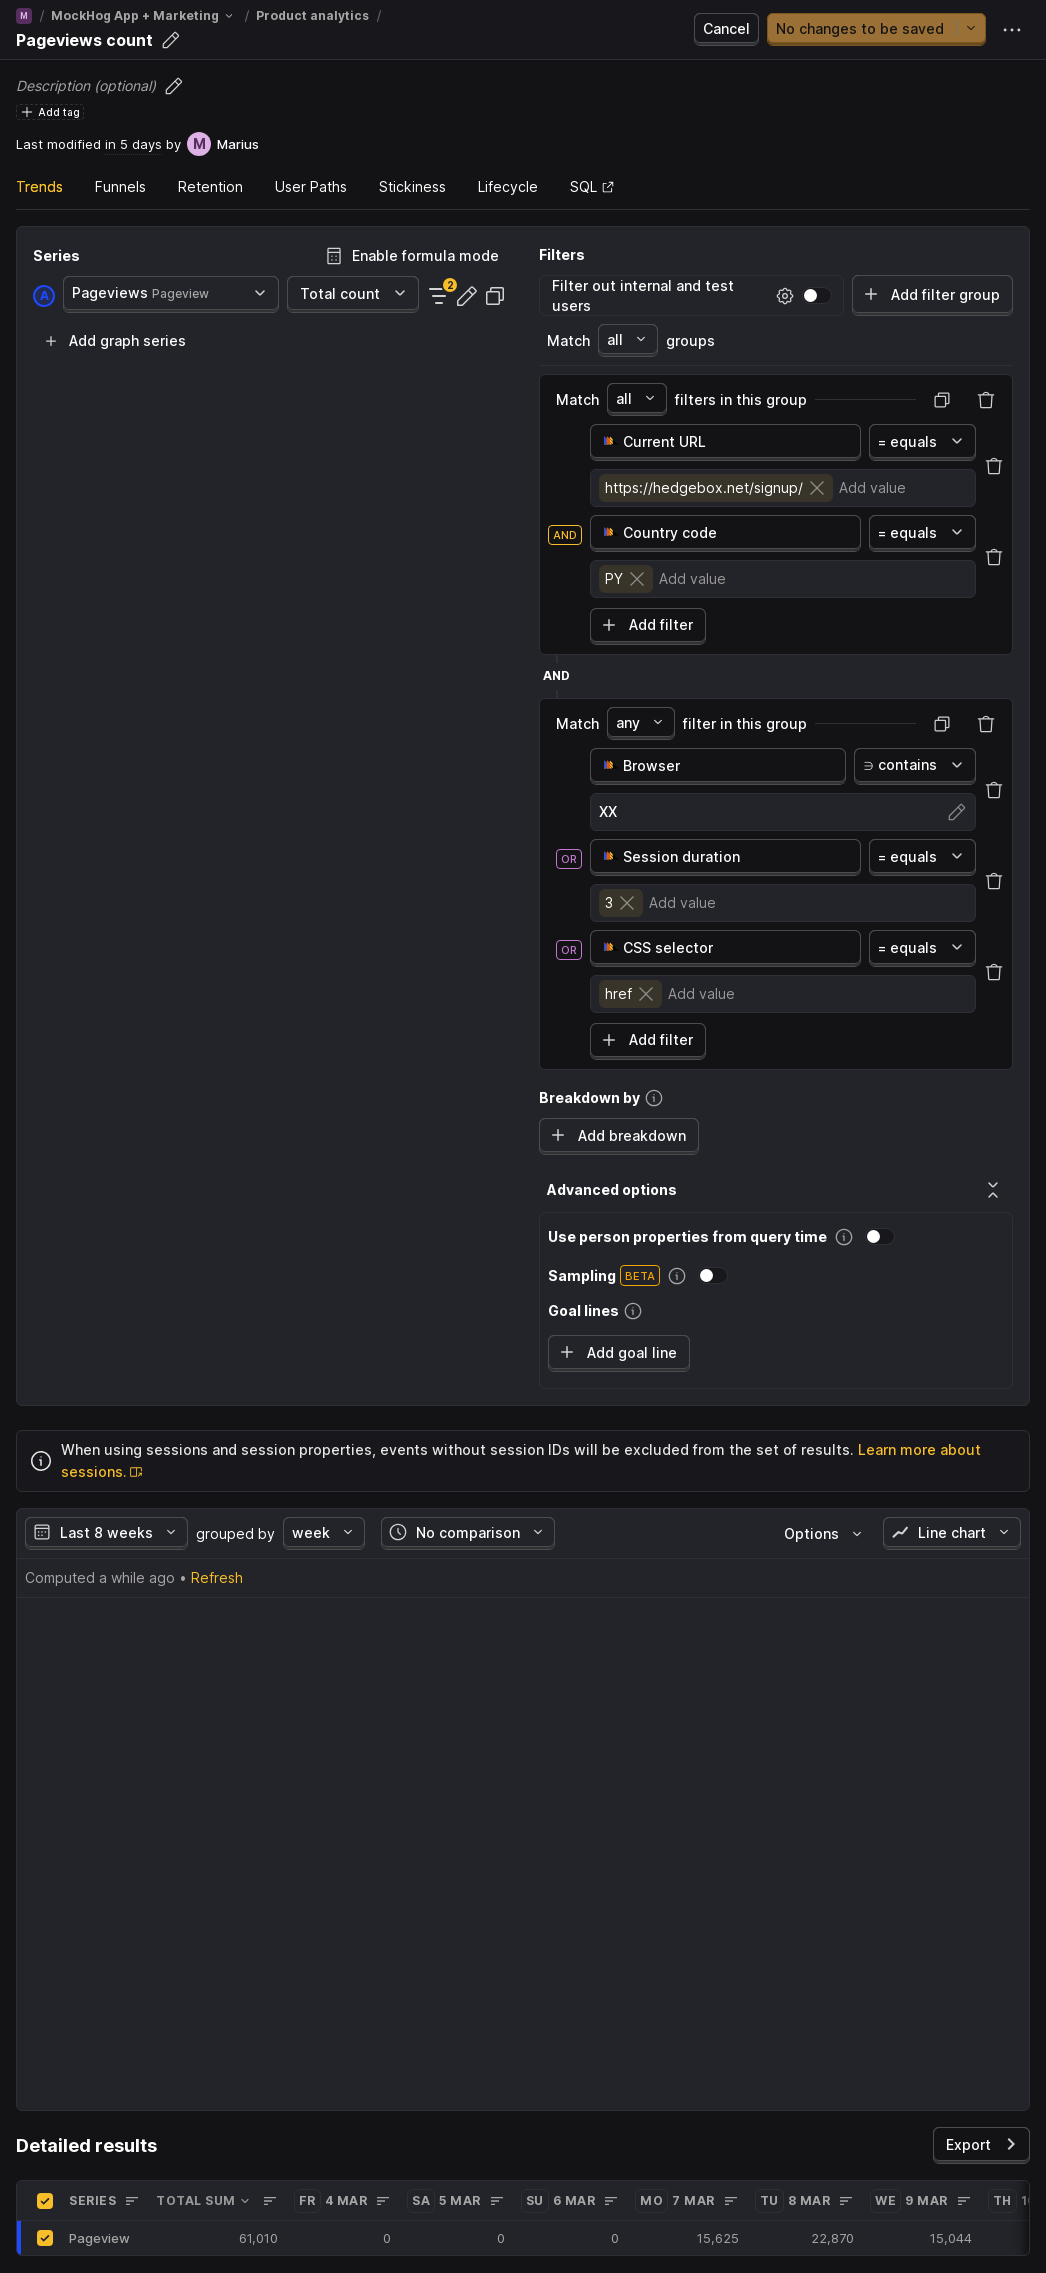 M / MockHog App + Marketing / Product analytics /
Pageviews count
Cancel
No changes to be saved
Description (optional)
Add tag
Last modified in 5 days by M Marius
Trends Funnels Retention User Paths Stickiness Lifecycle SQL
Series
Enable formula mode
A Pageviews Pageview Total count 2
Add graph series
Filters
Filter out internal and test
users
Add filter group
Match all groups
Match all filters in this group
Current URL = equals
https://hedgebox.net/signup/ Add value
AND Country code = equals
PY Add value
Add filter
AND
Match any filter in this group
Browser ∋ contains
XX
OR Session duration = equals
3 Add value
OR CSS selector = equals
href Add value
Add filter
Breakdown by
Add breakdown
Advanced options
Use person properties from query time
Sampling BETA
Goal lines
Add goal line
When using sessions and session properties, events without session IDs will be excluded from the set of results. Learn more about
sessions.
Last 8 weeks grouped by week No comparison Options Line chart
Computed a while ago • Refresh
Detailed results
Export
SERIES TOTAL SUM FR 4 MAR SA 5 MAR SU 6 MAR MO 7 MAR TU 8 MAR WE 9 MAR TH
Pageview 61,010 0 0 0 15,625 22,870 15,044